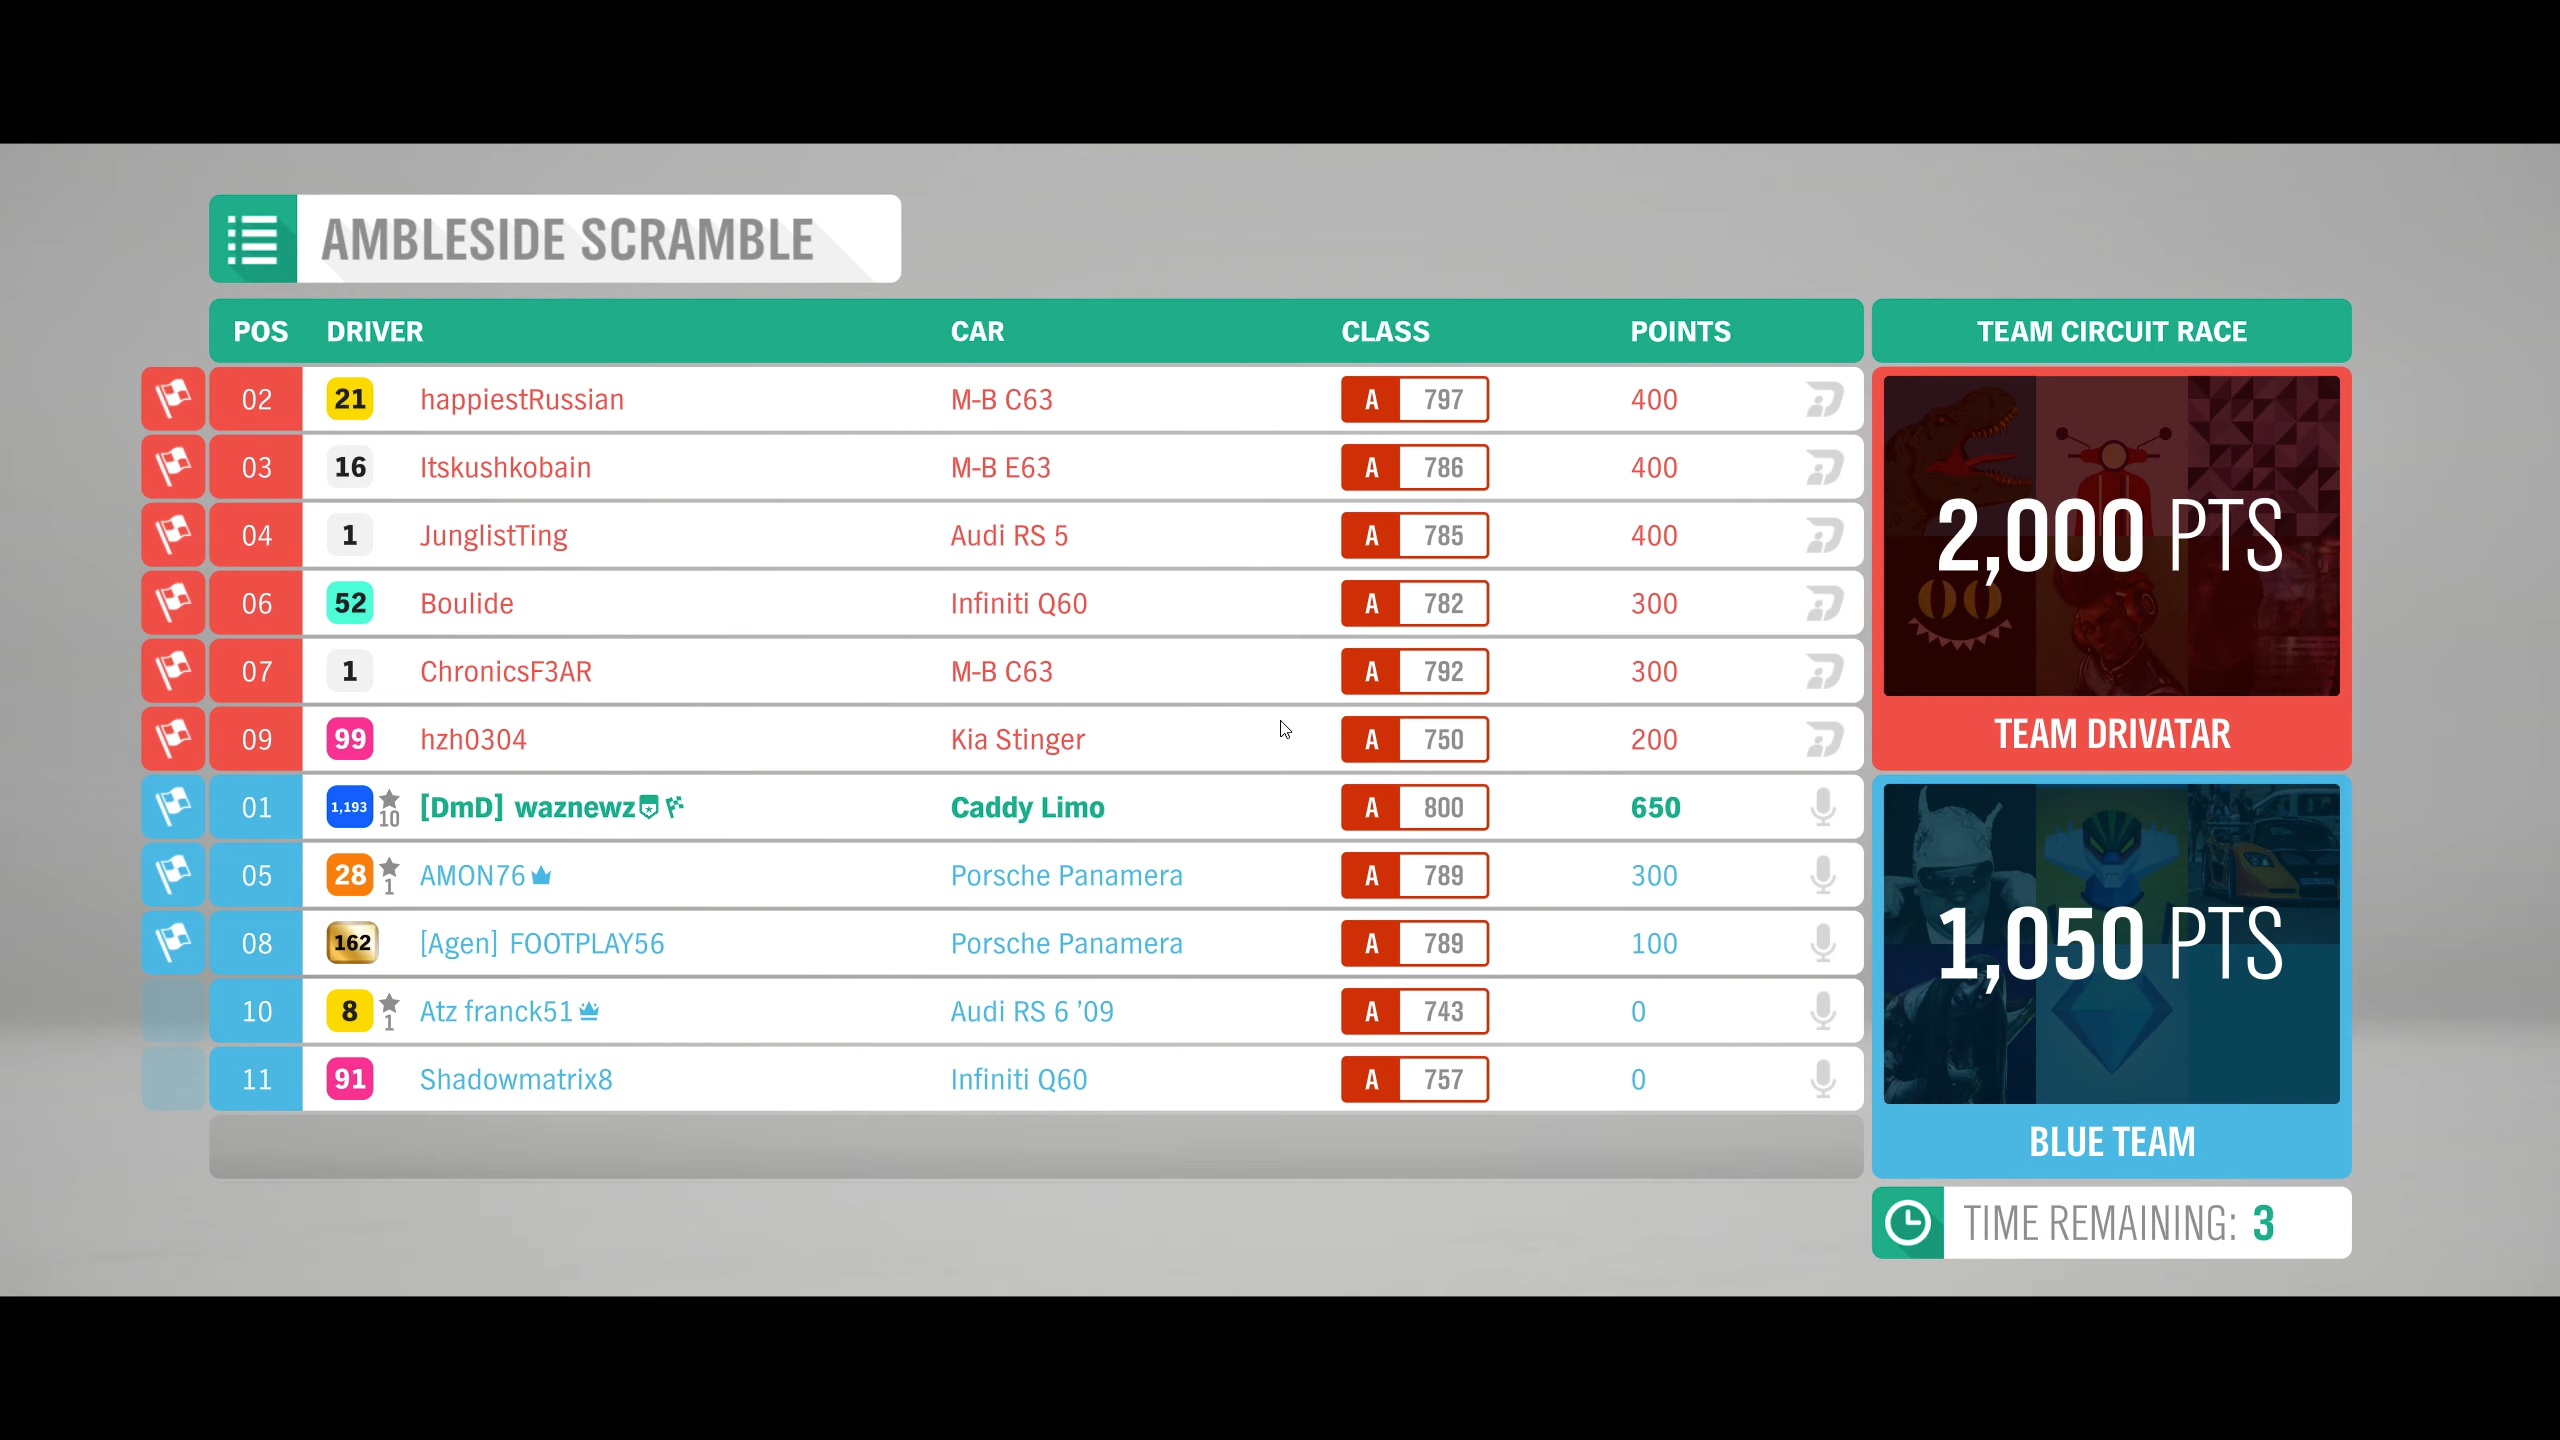 AMBLESIDE SCRAMBLE
POS DRIVER CAR CLASS POINTS
02 21 happiestRussian M-B C63 A 797 400
03 16 Itskushkobain M-B E63 A 786 400
04 1 JunglistTing Audi RS 5 A 785 400
06 52 Boulide Infiniti Q60 A 782 300
07 1 ChronicsF3AR M-B C63 A 792 300
09 99 hzh0304 Kia Stinger A 750 200
01 1,193 10 [DmD] waznewz Caddy Limo A 800 650
05 28 1 AMON76 Porsche Panamera A 789 300
08 162 [Agen] FOOTPLAY56 Porsche Panamera A 789 100
10 8 1 Atz franck51 Audi RS 6 ’09 A 743 0
11 91 Shadowmatrix8 Infiniti Q60 A 757 0
TEAM CIRCUIT RACE
2,000 PTS
TEAM DRIVATAR
1,050 PTS
BLUE TEAM
TIME REMAINING: 3